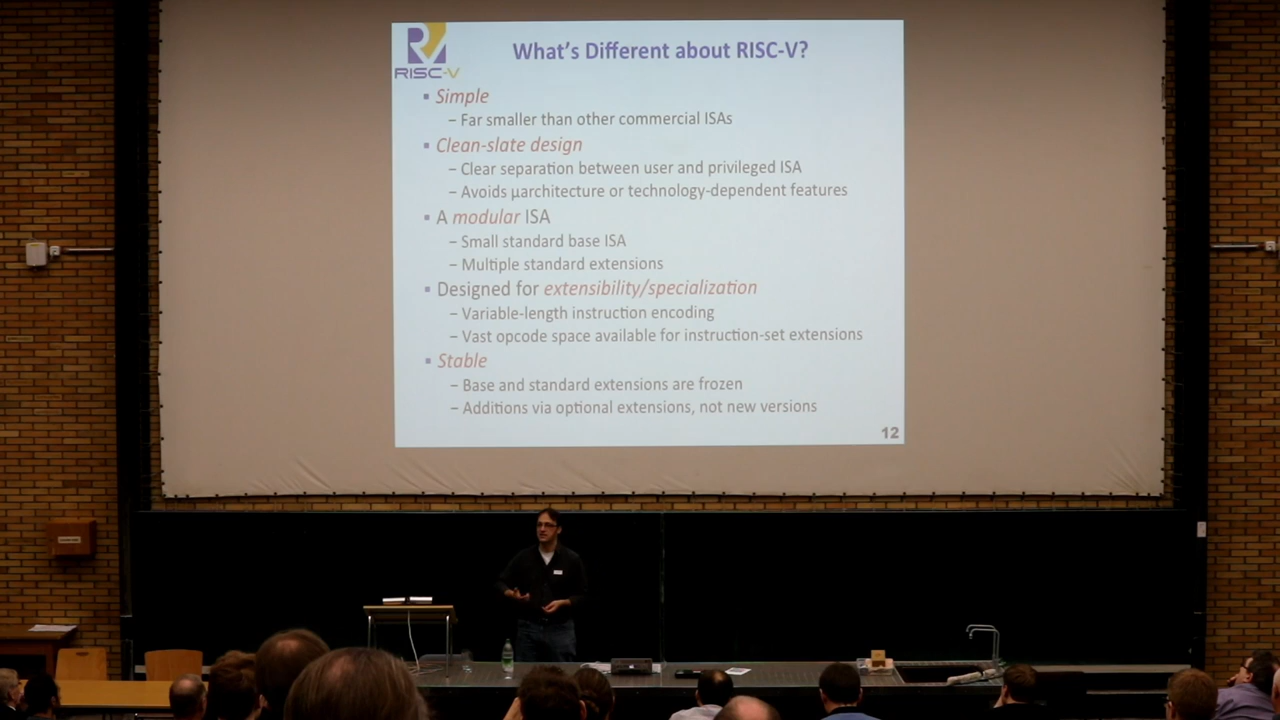 RISC-V
What's Different about RISC-V?
▪ Simple
– Far smaller than other commercial ISAs
▪ Clean-slate design
– Clear separation between user and privileged ISA
– Avoids µarchitecture or technology-dependent features
▪ A modular ISA
– Small standard base ISA
– Multiple standard extensions
▪ Designed for extensibility/specialization
– Variable-length instruction encoding
– Vast opcode space available for instruction-set extensions
▪ Stable
– Base and standard extensions are frozen
– Additions via optional extensions, not new versions
12